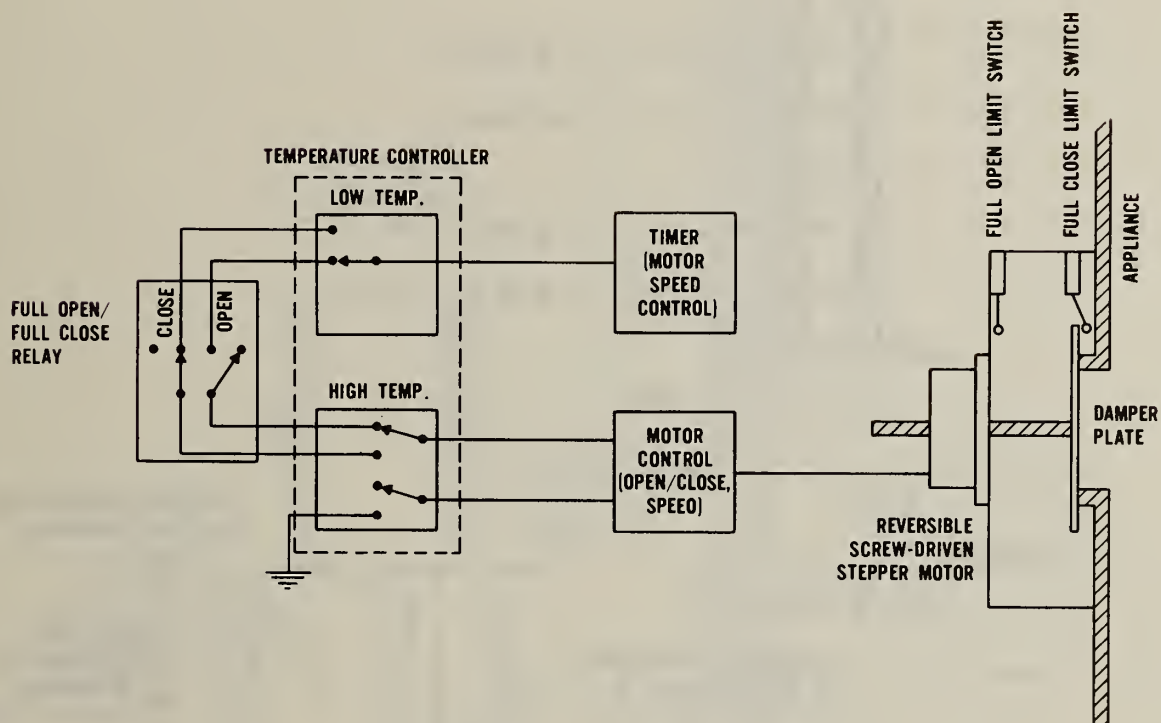 TEMPERATURE CONTROLLER
LOW TEMP.
TIMER
(MOTOR
SPEED
CONTROL)
FULL OPEN/
FULL CLOSE
RELAY
CLOSE
OPEN
HIGH TEMP.
MOTOR
CONTROL
(OPEN/CLOSE,
SPEED)
REVERSIBLE
SCREW-DRIVEN
STEPPER MOTOR
FULL OPEN LIMIT SWITCH
FULL CLOSE LIMIT SWITCH
APPLIANCE
DAMPER
PLATE